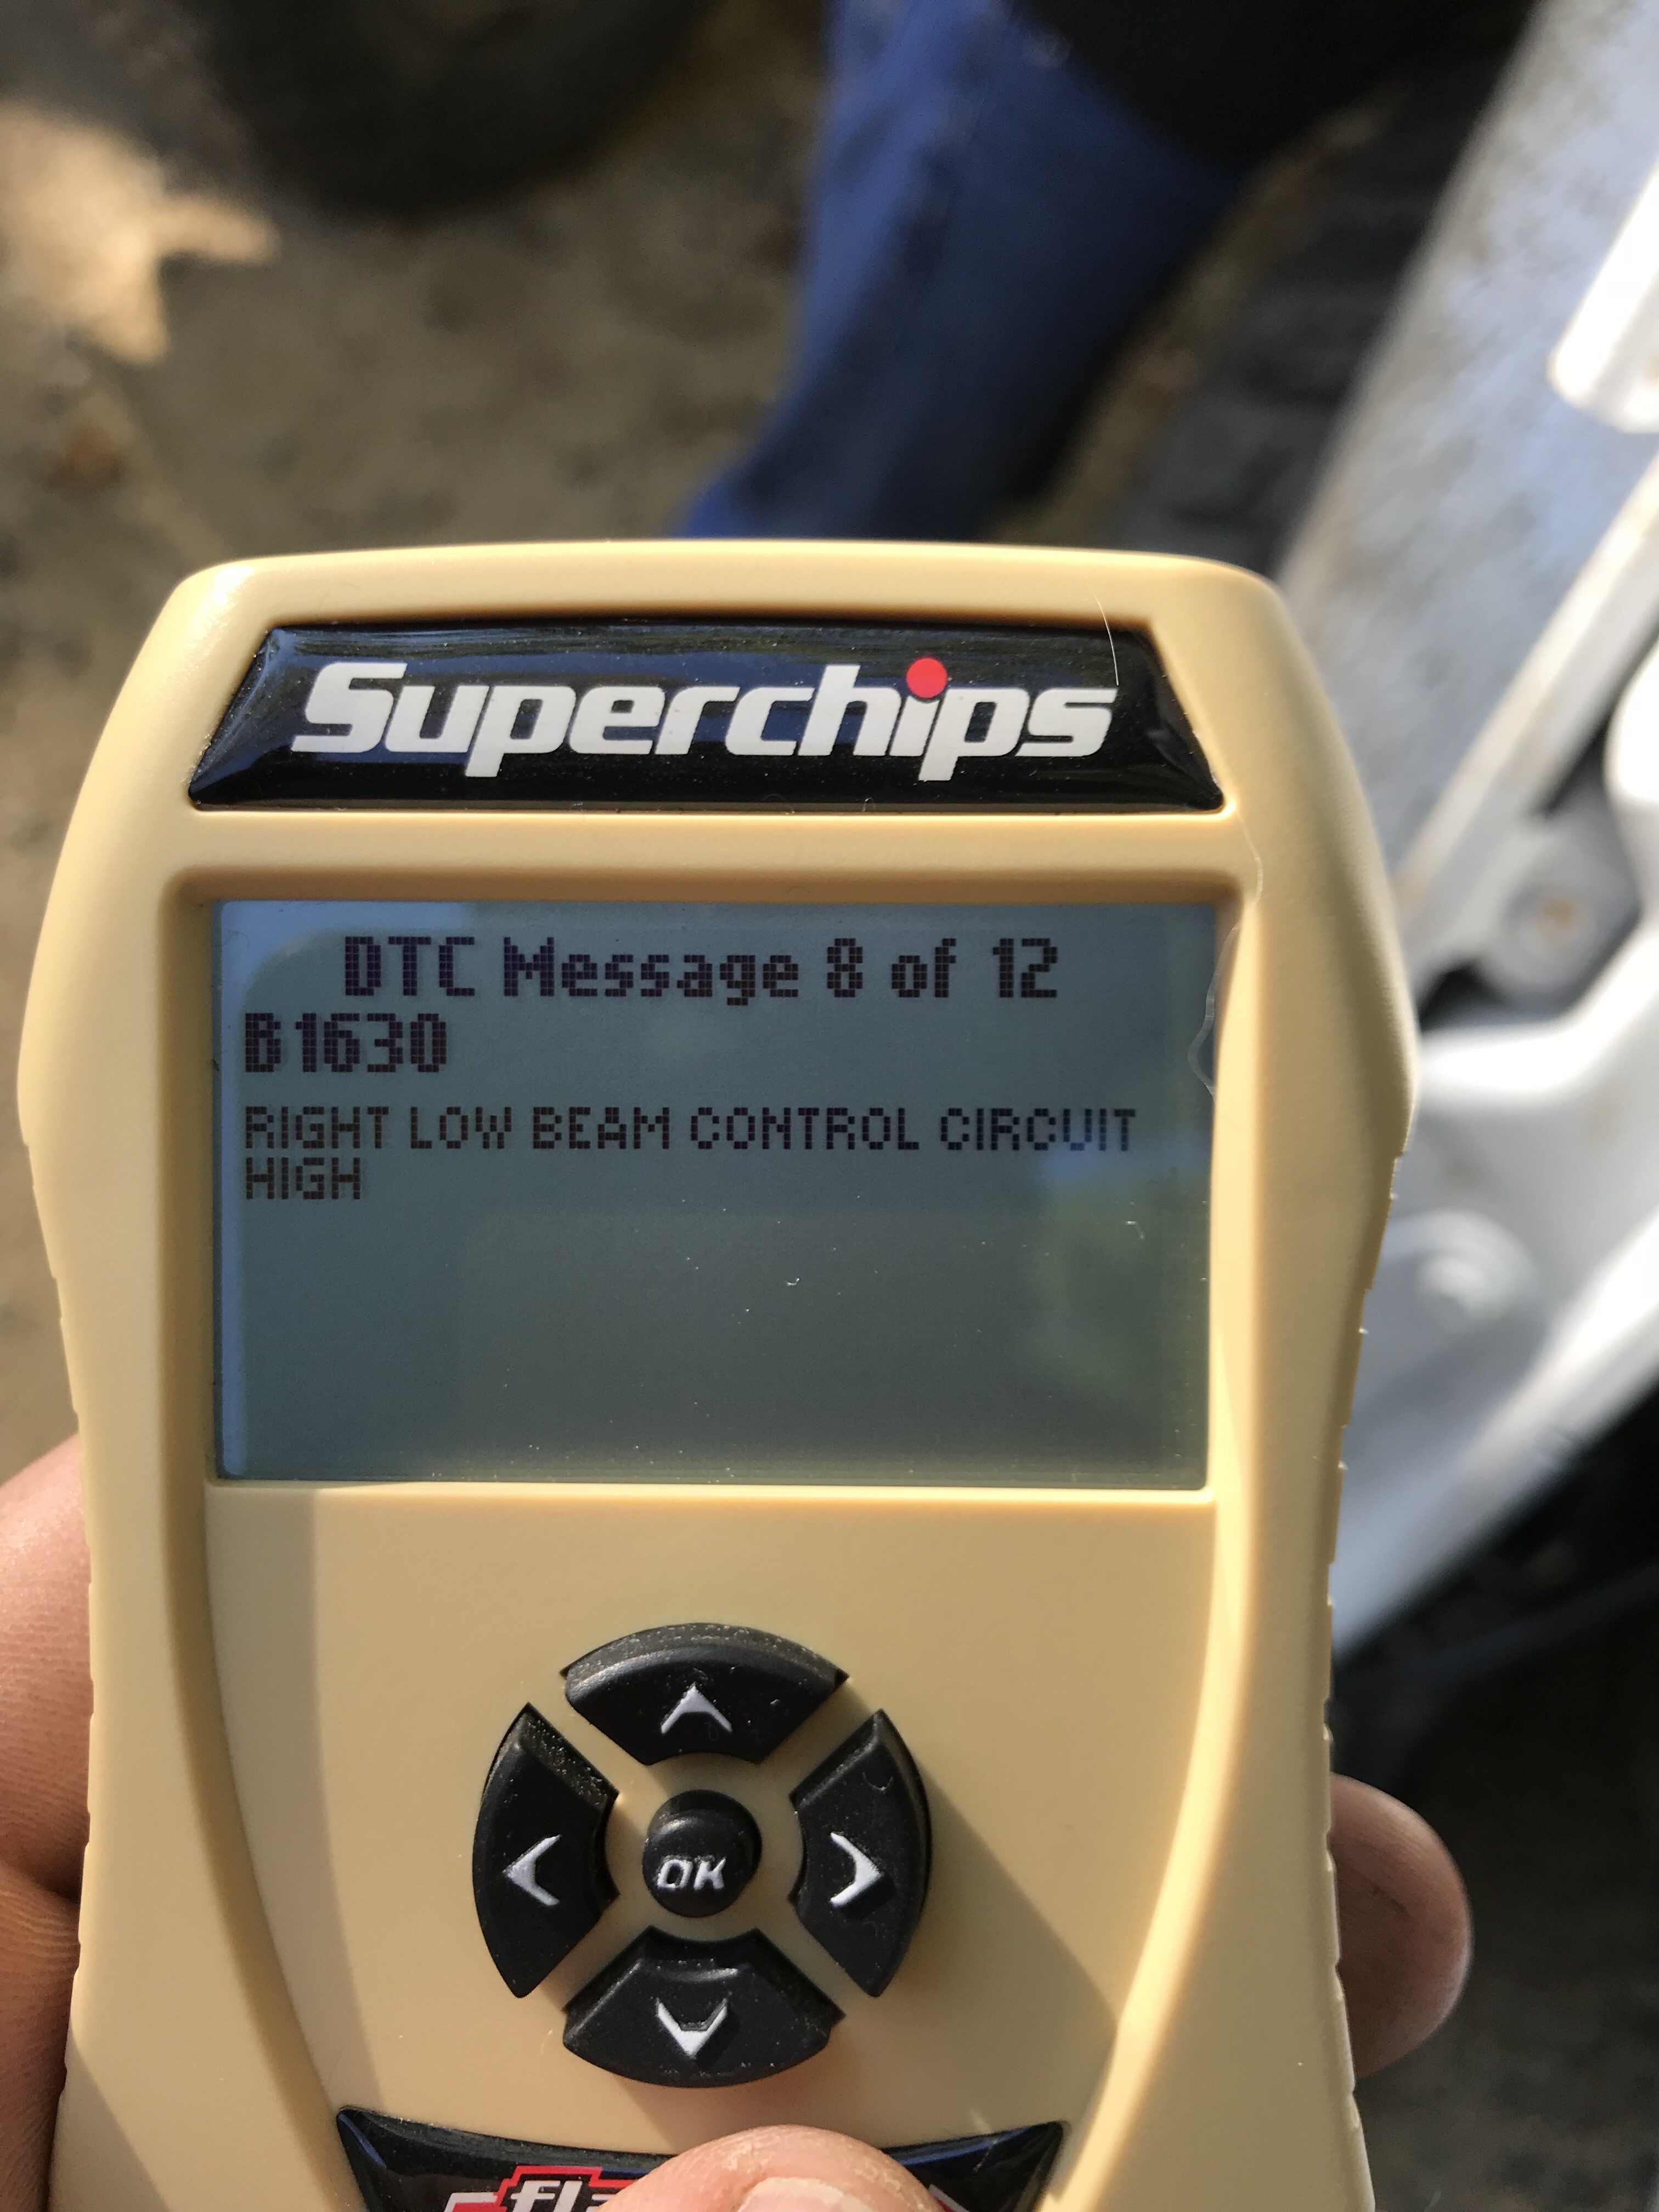 Superchips
DTC Message 8 of 12
B1630
RIGHT LOW BEAM CONTROL CIRCUIT
HIGH
OK